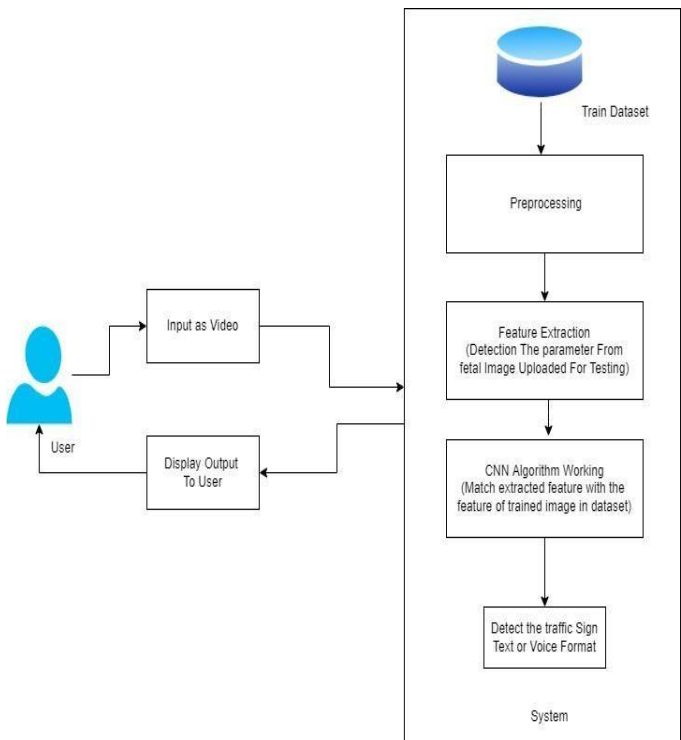 Train Dataset
Preprocessing
Input as Video
Feature Extraction
(Detection The parameter From
fetal Image Uploaded For Testing)
User
Display Output
To User
CNN Algorithm Working
(Match extracted feature with the
feature of trained image in dataset)
Detect the traffic Sign
Text or Voice Format
System